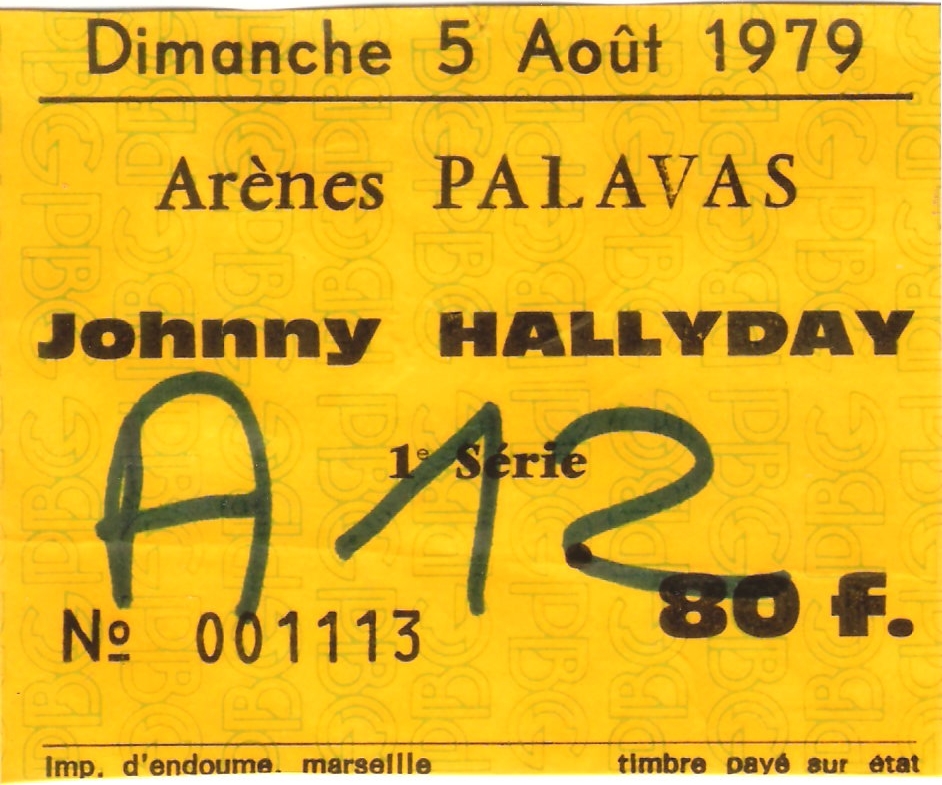 Dimanche 5 Août 1979
Arènes PALAVAS
Johnny HALLYDAY
A 12
1e Série
80 f.
Nº 001113
imp. d'endoume. marseille
timbre payé sur état